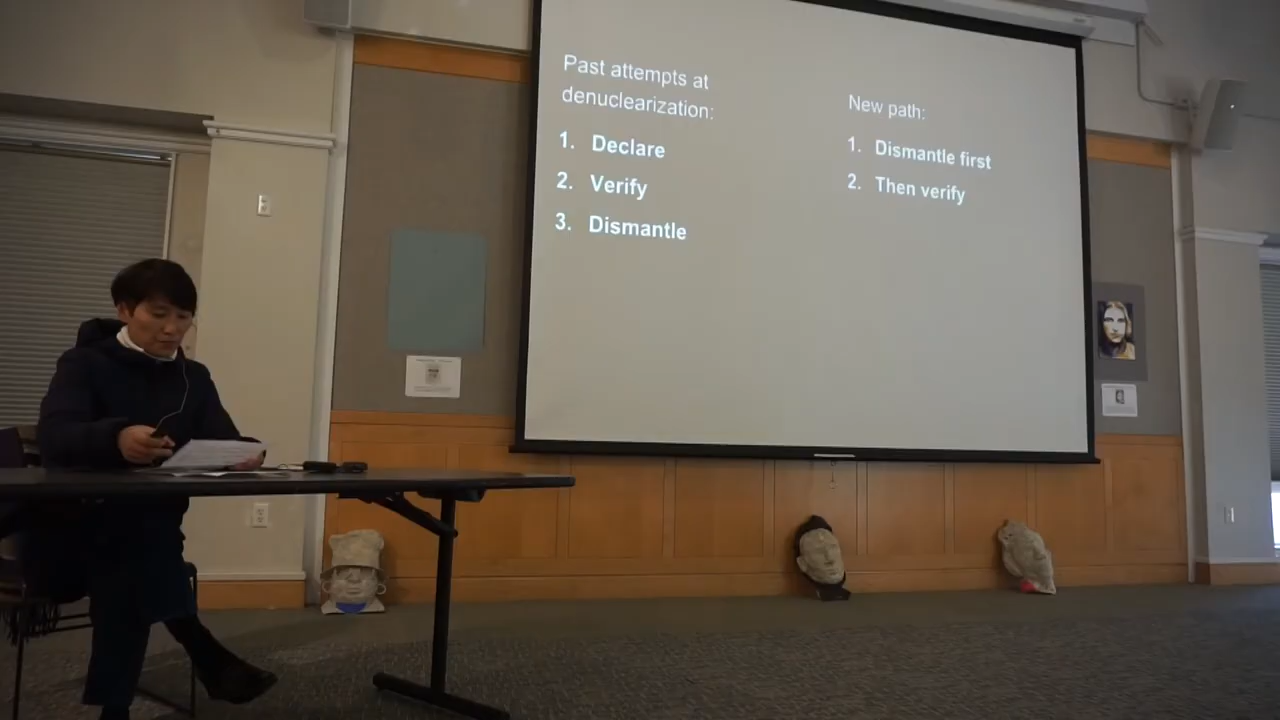 Past attempts at
denuclearization:
1. Declare
2. Verify
3. Dismantle
New path:
1. Dismantle first
2. Then verify